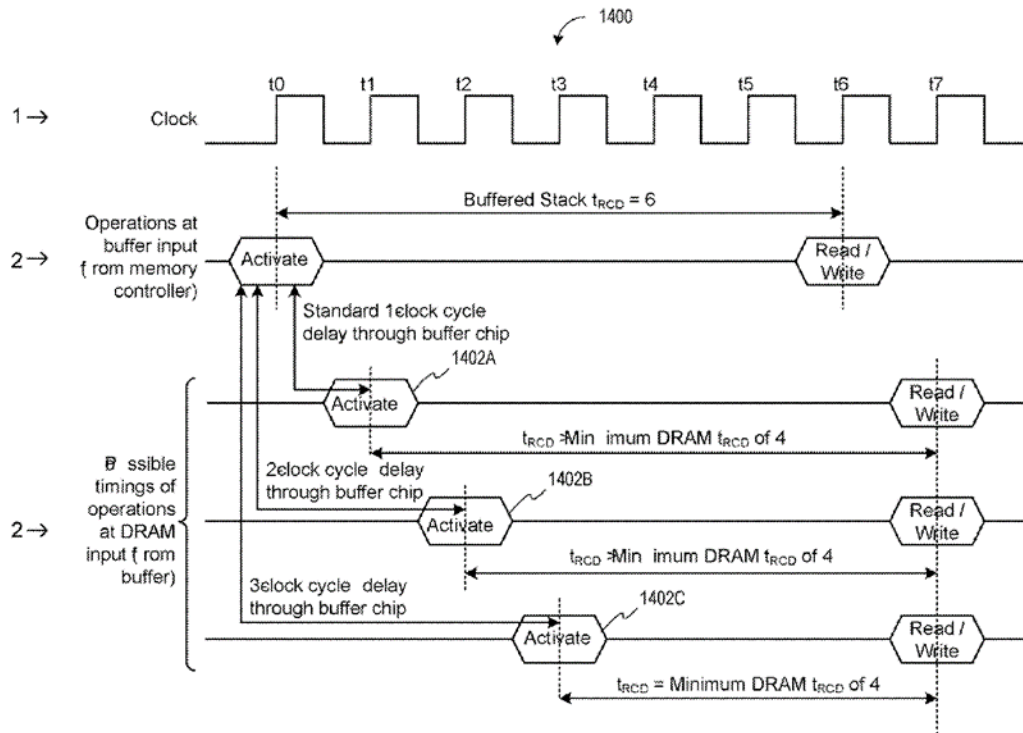 1400
t0 t1 t2 t3 t4 t5 t6 t7
1→ Clock
Buffered Stack tRCD = 6
Operations at
buffer input
2→
ƒ rom memory
controller)
Activate
Read /
Write
Standard 1clock cycle
delay through buffer chip
1402A
Activate
Read /
Write
tRCD >Min imum DRAM tRCD of 4
P ssible
timings of
operations
2→ at DRAM
input ƒ rom
buffer)
2clock cycle delay
through buffer chip
1402B
Activate
Read /
Write
tRCD >Min imum DRAM tRCD of 4
3clock cycle delay
through buffer chip
1402C
Activate
Read /
Write
tRCD = Minimum DRAM tRCD of 4